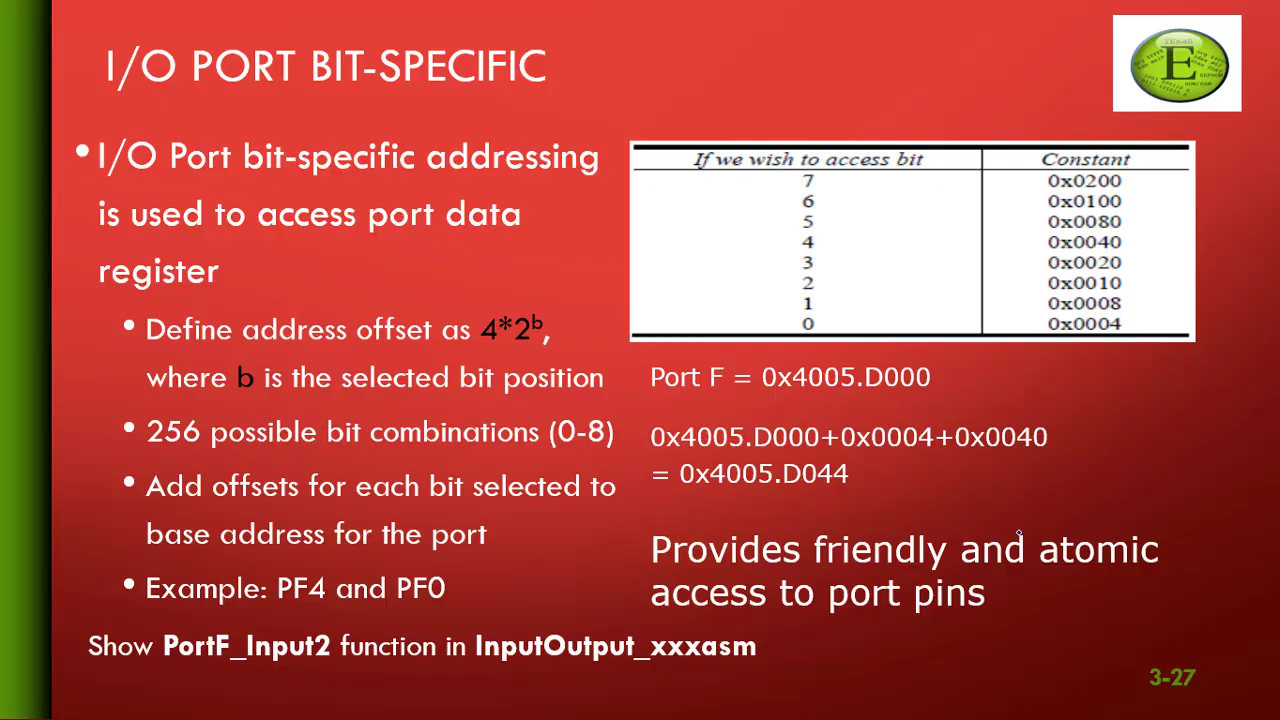 I/O PORT BIT-SPECIFIC
TEXAS
E
• I/O Port bit-specific addressing
is used to access port data
register
• Define address offset as 4*2ᵇ,
where b is the selected bit position
• 256 possible bit combinations (0-8)
• Add offsets for each bit selected to
base address for the port
• Example: PF4 and PF0
Show PortF_Input2 function in InputOutput_xxxasm
If we wish to access bit Constant
7 0x0200
6 0x0100
5 0x0080
4 0x0040
3 0x0020
2 0x0010
1 0x0008
0 0x0004
Port F = 0x4005.D000
0x4005.D000+0x0004+0x0040
= 0x4005.D044
Provides friendly and atomic
access to port pins
3-27